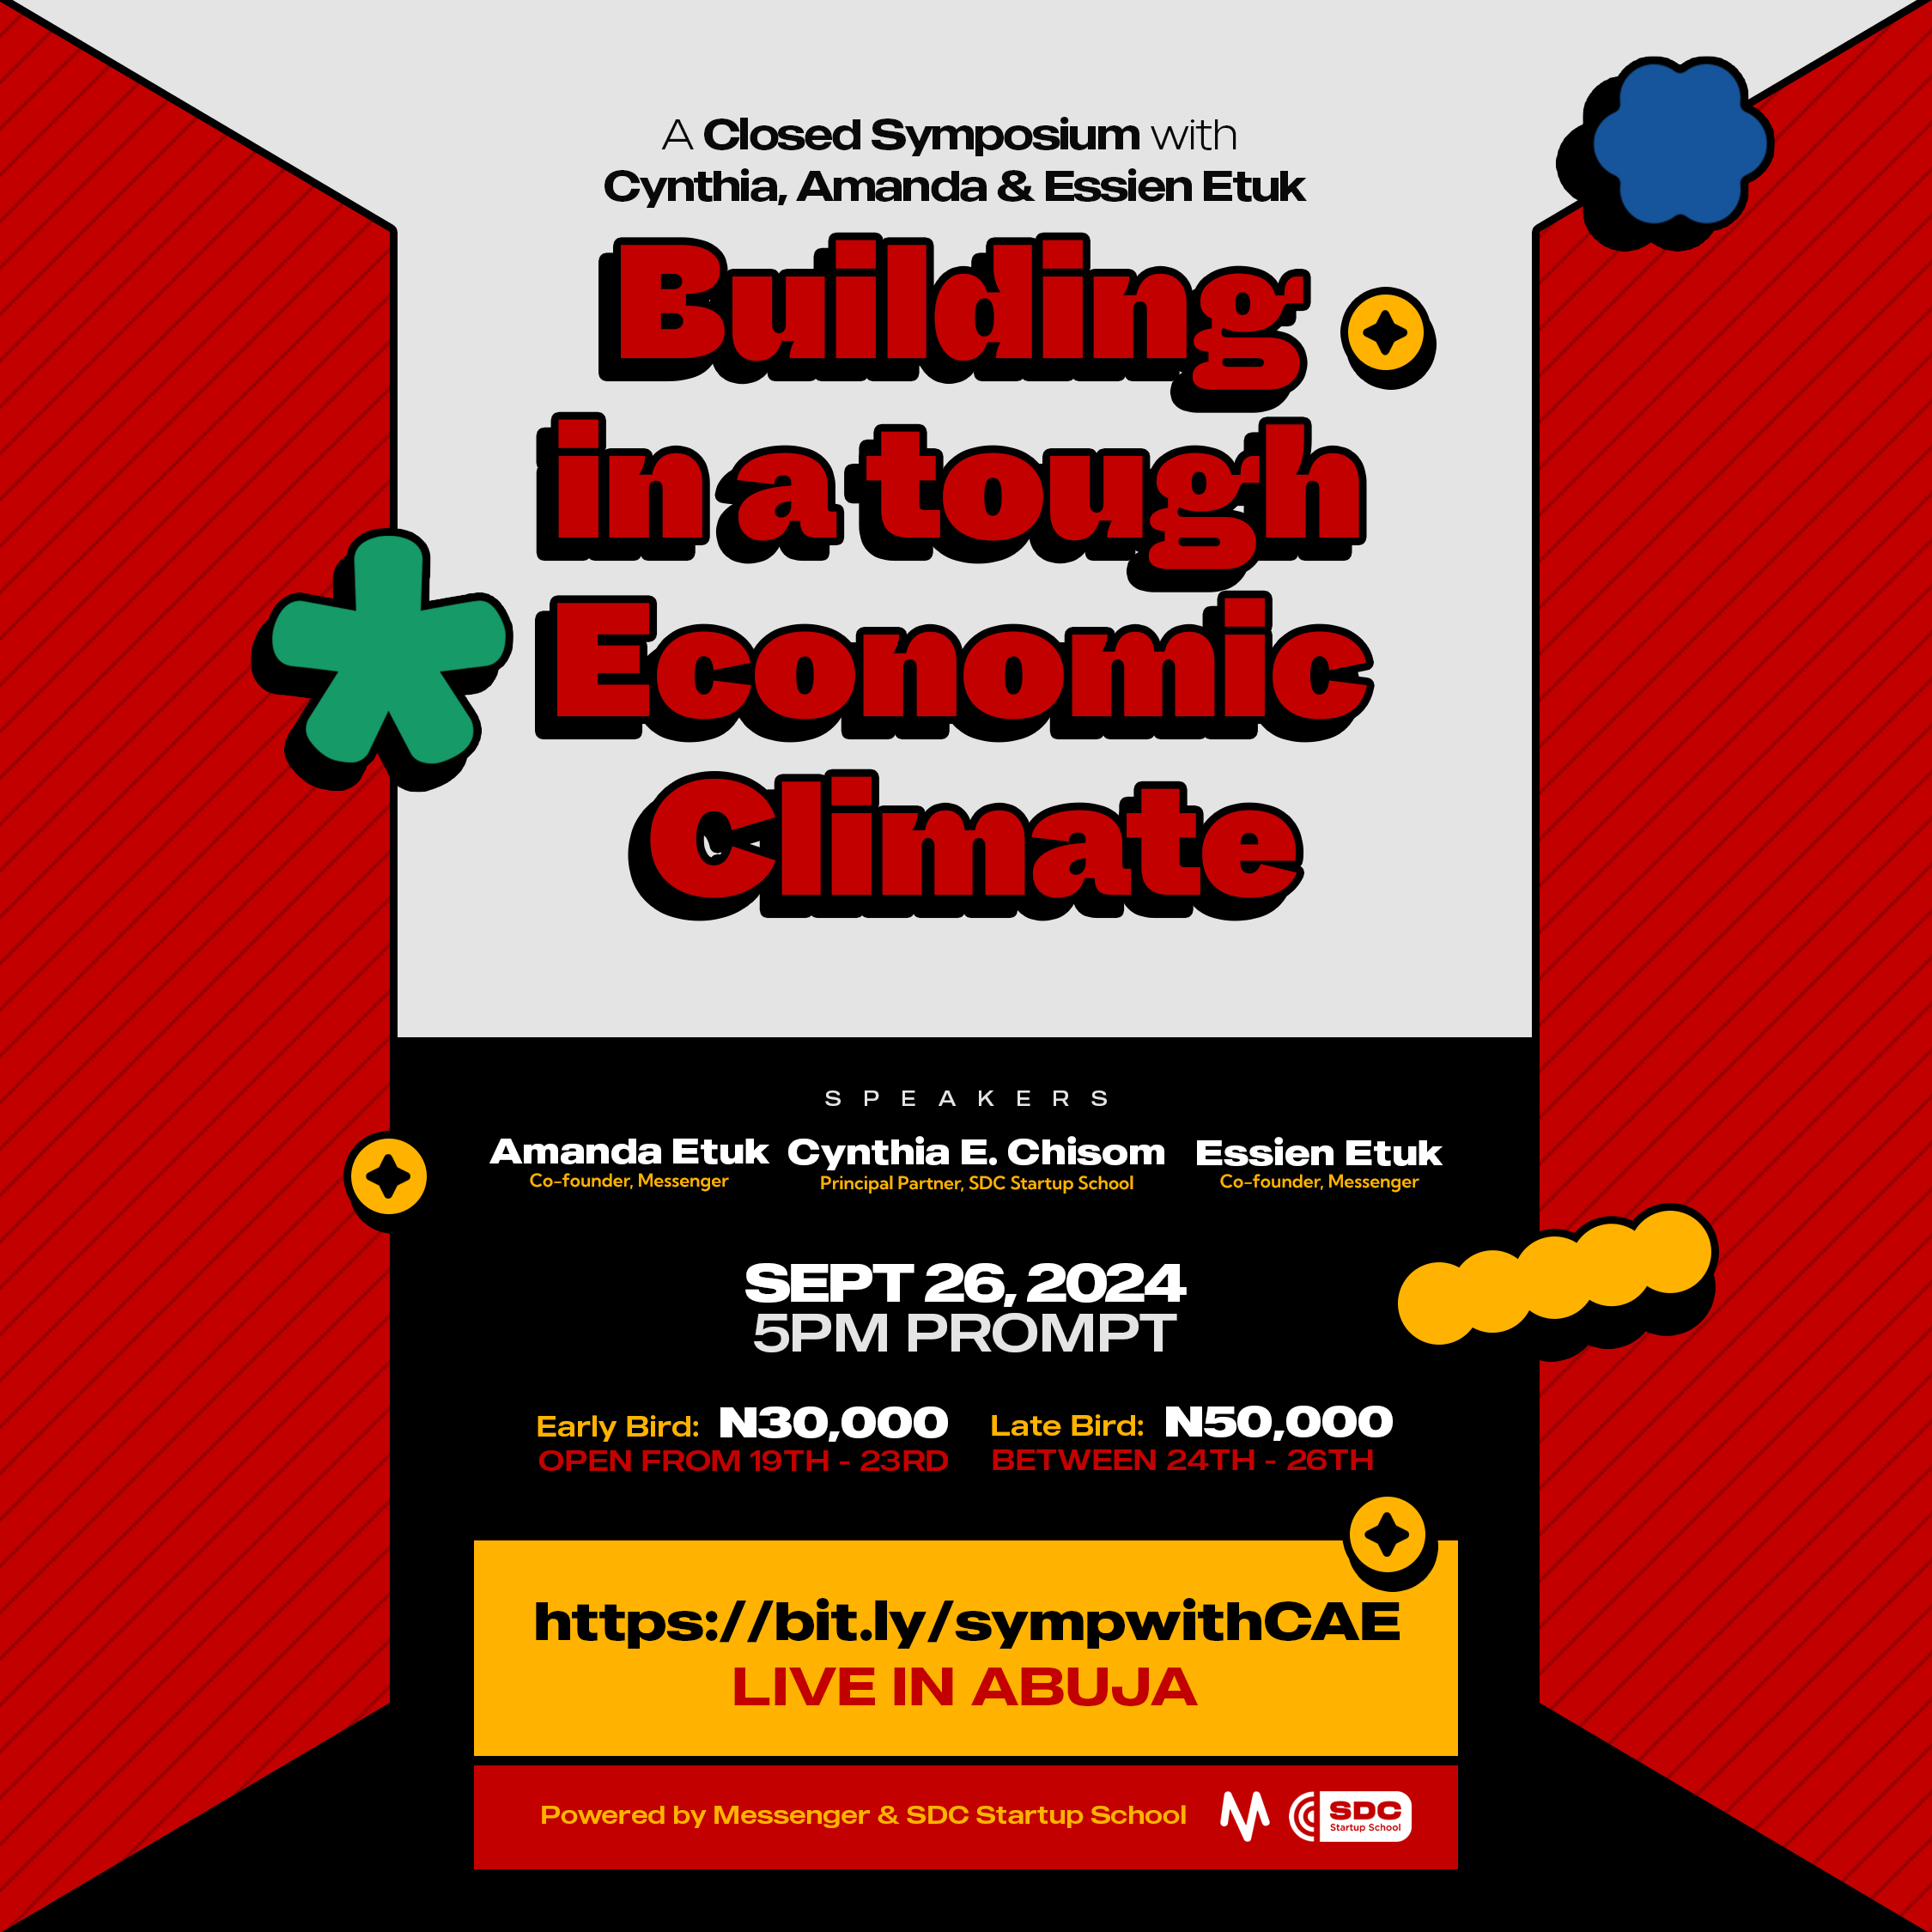 A Closed Symposium with
Cynthia, Amanda & Essien Etuk
Building
in a tough
Economic
Climate
SPEAKERS
Amanda Etuk
Co-founder, Messenger
Cynthia E. Chisom
Principal Partner, SDC Startup School
Essien Etuk
Co-founder, Messenger
SEPT 26, 2024
5PM PROMPT
Early Bird: N30,000
OPEN FROM 19TH - 23RD
Late Bird: N50,000
BETWEEN 24TH - 26TH
https://bit.ly/sympwithCAE
LIVE IN ABUJA
Powered by Messenger & SDC Startup School
SDC
Startup School